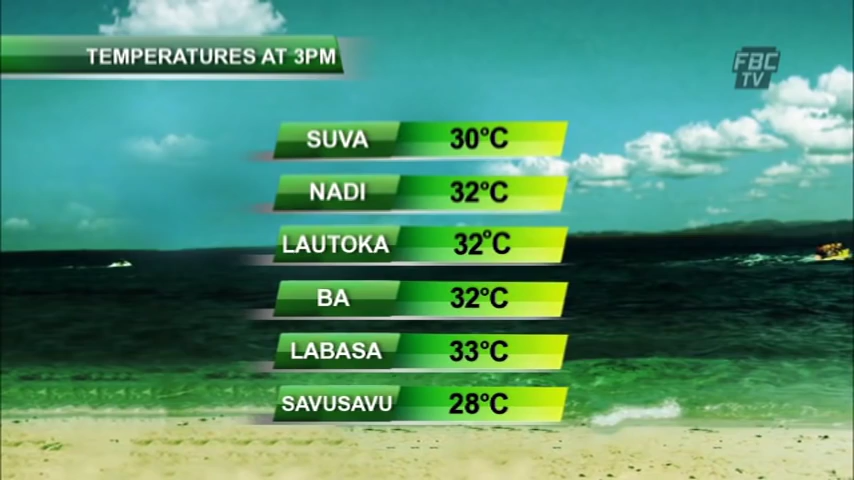 TEMPERATURES AT 3PM
FBC
TV
SUVA 30°C
NADI 32°C
LAUTOKA 32°C
BA 32°C
LABASA 33°C
SAVUSAVU 28°C